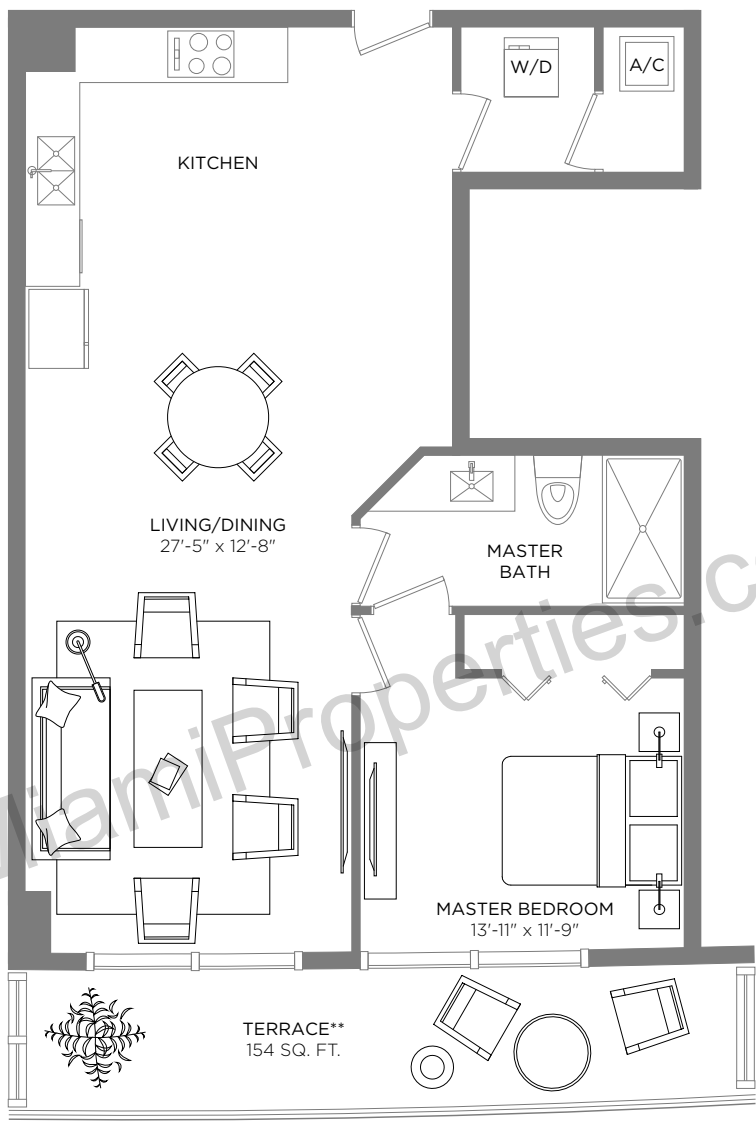 W/D
A/C
KITCHEN
LIVING/DINING
27'-5" x 12'-8"
MASTER
BATH
MASTER BEDROOM
13'-11" x 11'-9"
TERRACE**
154 SQ. FT.
MiamiProperties.c